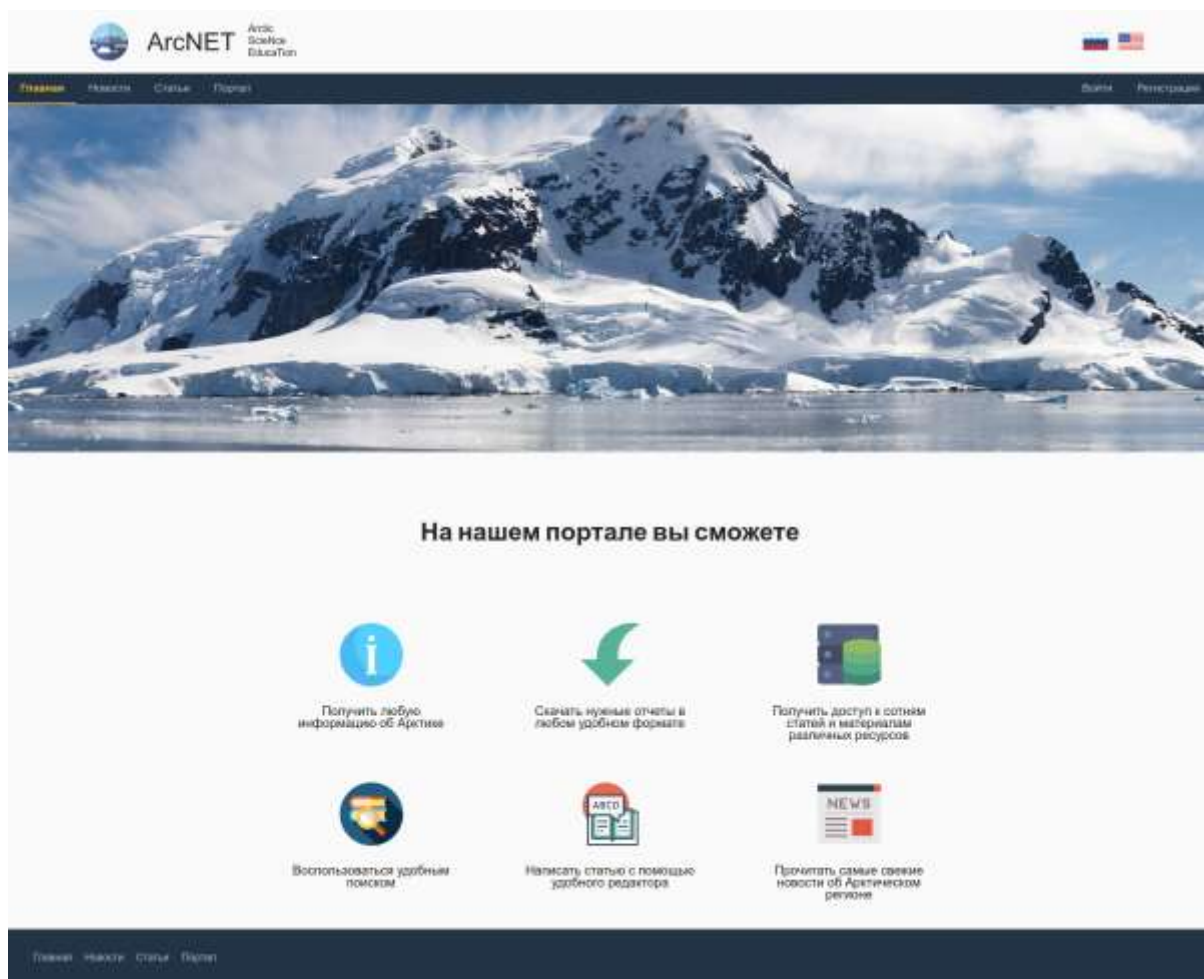 ArcNET
Arctic
ScieNce
EducaTion
Главная Новости Статьи Портал Войти Регистрация
На нашем портале вы сможете
Получить любую
информацию об Арктике
Скачать нужные отчеты в
любом удобном формате
Получить доступ к сотням
статей и материалам
различных ресурсов
ABCD
NEWS
Воспользоваться удобным
поиском
Написать статью с помощью
удобного редактора
Прочитать самые свежие
новости об Арктическом
регионе
Главная Новости Статьи Портал